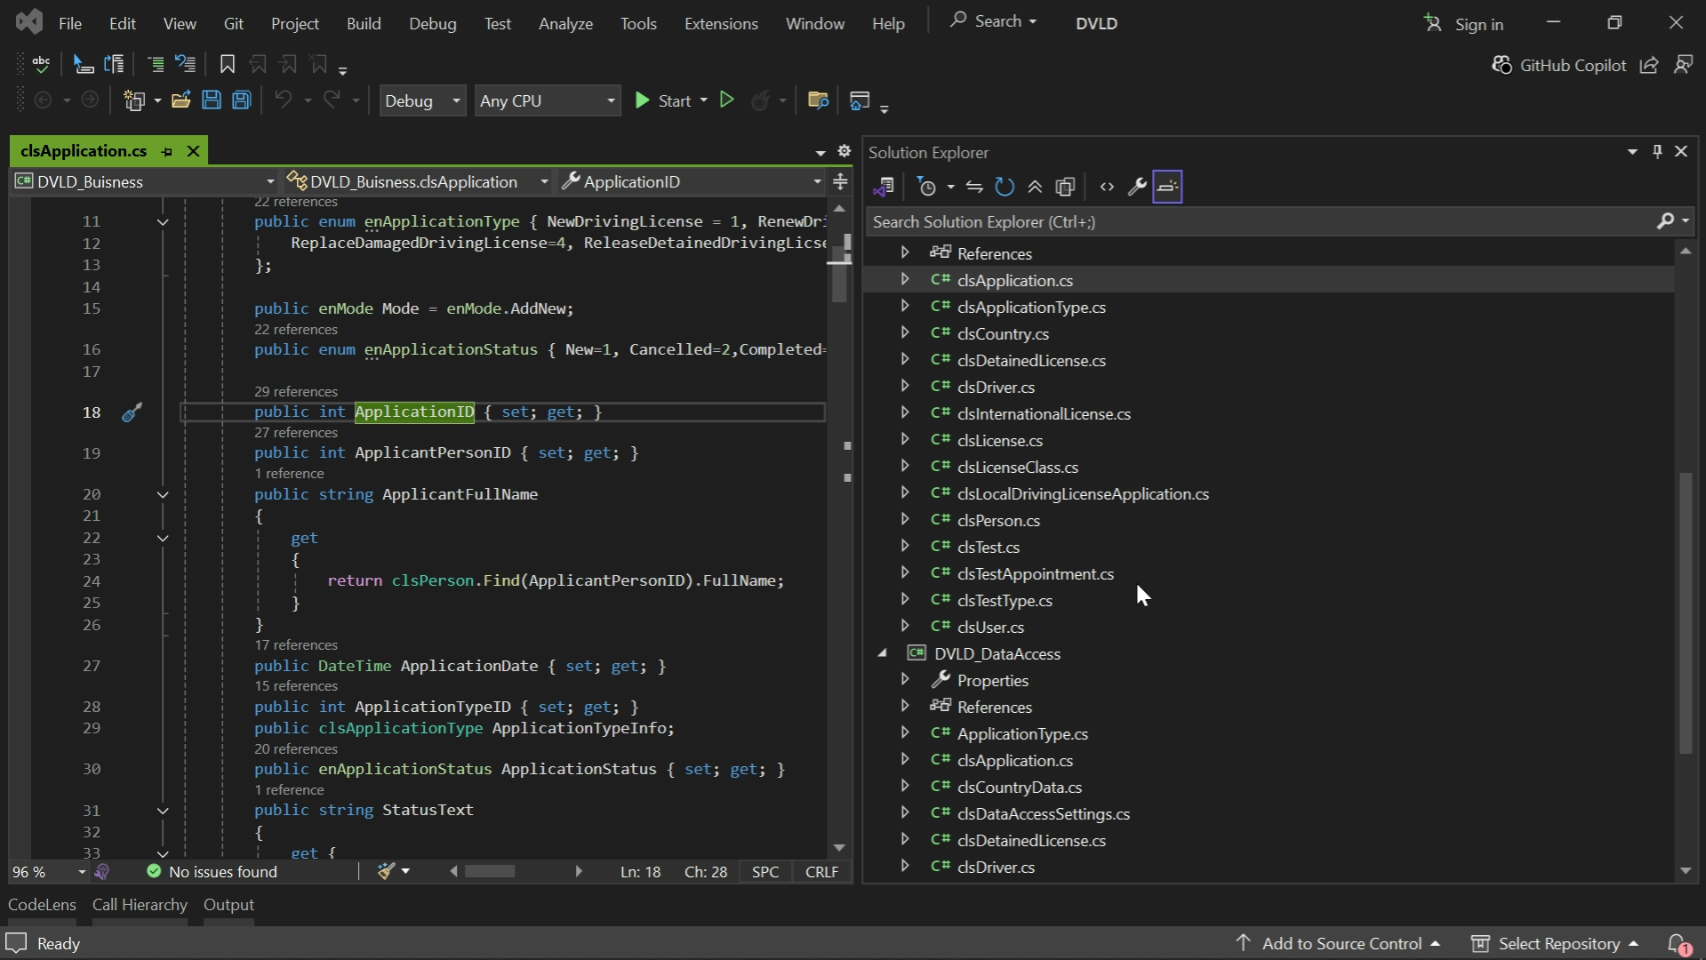 File Edit View Git Project Build Debug Test Analyze Tools Extensions Window Help Search DVLD Sign in
abc GitHub Copilot
Debug Any CPU Start
clsApplication.cs
DVLD_Buisness DVLD_Buisness.clsApplication ApplicationID
22 references
11 public enum enApplicationType { NewDrivingLicense = 1, RenewDri
12 ReplaceDamagedDrivingLicense=4, ReleaseDetainedDrivingLicse
13 };
14
15 public enMode Mode = enMode.AddNew;
22 references
16 public enum enApplicationStatus { New=1, Cancelled=2,Completed=
17
29 references
18 public int ApplicationID { set; get; }
27 references
19 public int ApplicantPersonID { set; get; }
1 reference
20 public string ApplicantFullName
21 {
22 get
23 {
24 return clsPerson.Find(ApplicantPersonID).FullName;
25 }
26 }
17 references
27 public DateTime ApplicationDate { set; get; }
15 references
28 public int ApplicationTypeID { set; get; }
29 public clsApplicationType ApplicationTypeInfo;
20 references
30 public enApplicationStatus ApplicationStatus { set; get; }
1 reference
31 public string StatusText
32 {
33 get {
96 % No issues found Ln: 18 Ch: 28 SPC CRLF
Solution Explorer
Search Solution Explorer (Ctrl+;)
References
C# clsApplication.cs
C# clsApplicationType.cs
C# clsCountry.cs
C# clsDetainedLicense.cs
C# clsDriver.cs
C# clsInternationalLicense.cs
C# clsLicense.cs
C# clsLicenseClass.cs
C# clsLocalDrivingLicenseApplication.cs
C# clsPerson.cs
C# clsTest.cs
C# clsTestAppointment.cs
C# clsTestType.cs
C# clsUser.cs
C# DVLD_DataAccess
Properties
References
C# ApplicationType.cs
C# clsApplication.cs
C# clsCountryData.cs
C# clsDataAccessSettings.cs
C# clsDetainedLicense.cs
C# clsDriver.cs
CodeLens Call Hierarchy Output
Ready Add to Source Control Select Repository 1